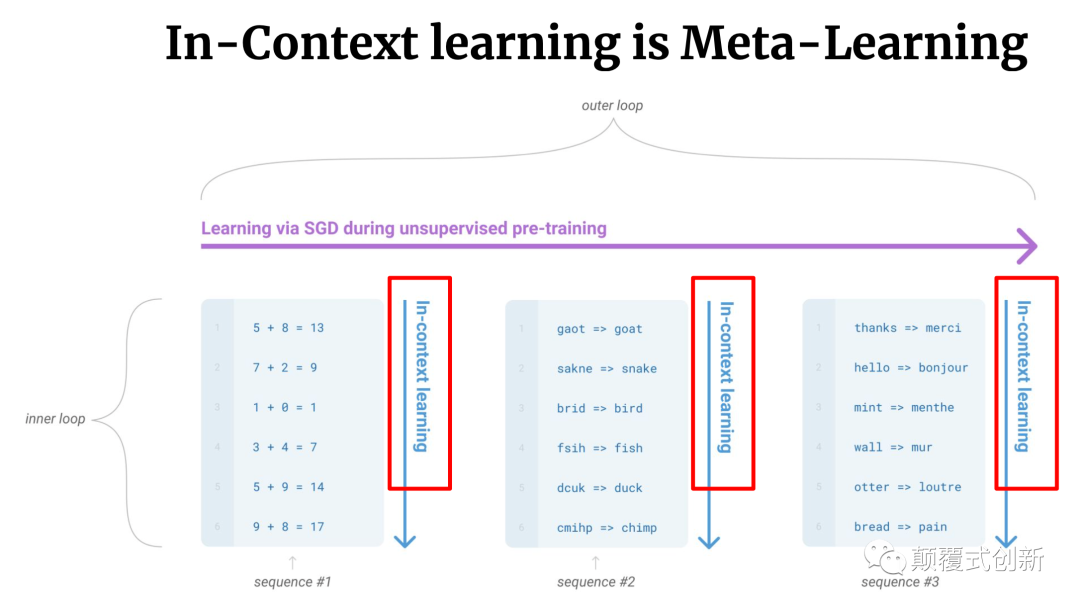 In-Context learning is Meta-Learning
outer loop
Learning via SGD during unsupervised pre-training
inner loop
1 5 + 8 = 13
2 7 + 2 = 9
3 1 + 0 = 1
4 3 + 4 = 7
5 5 + 9 = 14
6 9 + 8 = 17
In-context learning
sequence #1
1 gaot => goat
2 sakne => snake
3 brid => bird
4 fsih => fish
5 dcuk => duck
6 cmihp => chimp
In-context learning
sequence #2
1 thanks => merci
2 hello => bonjour
3 mint => menthe
4 wall => mur
5 otter => loutre
6 bread => pain
In-context learning
sequence #3
颠覆式创新